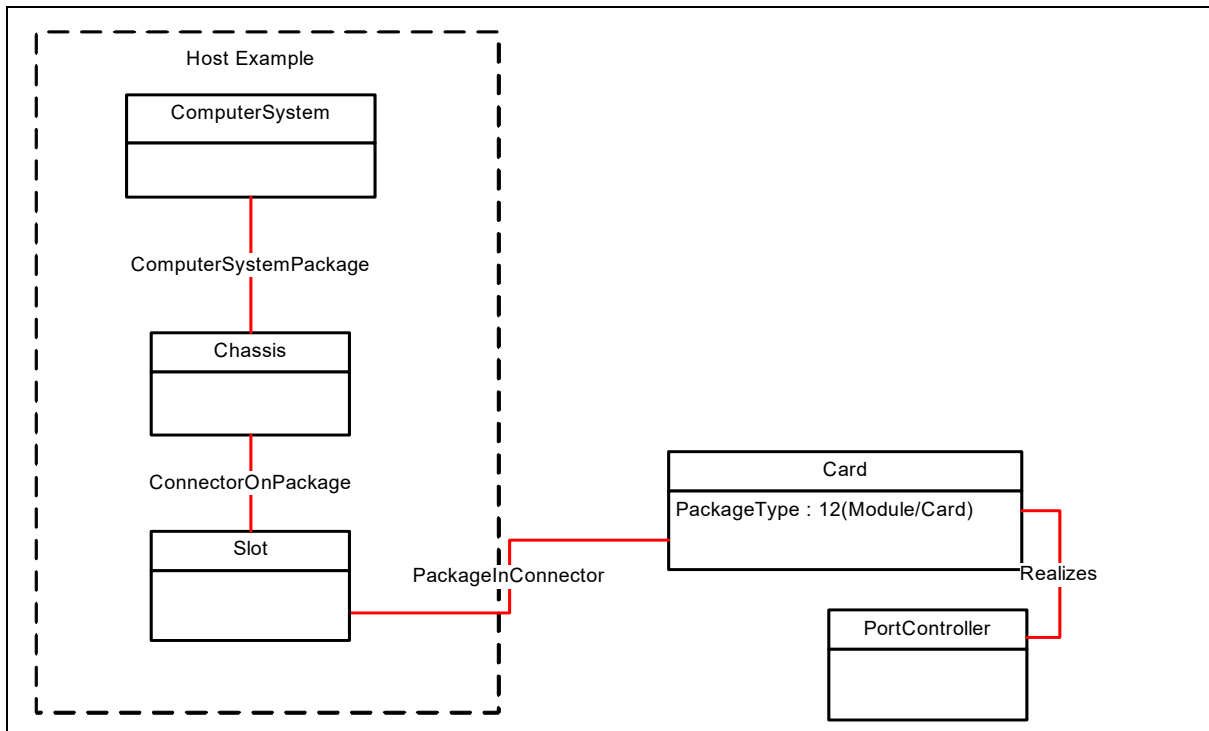 Host Example
ComputerSystem
ComputerSystemPackage
Chassis
ConnectorOnPackage
Slot
PackageInConnector
Card
PackageType : 12(Module/Card)
Realizes
PortController